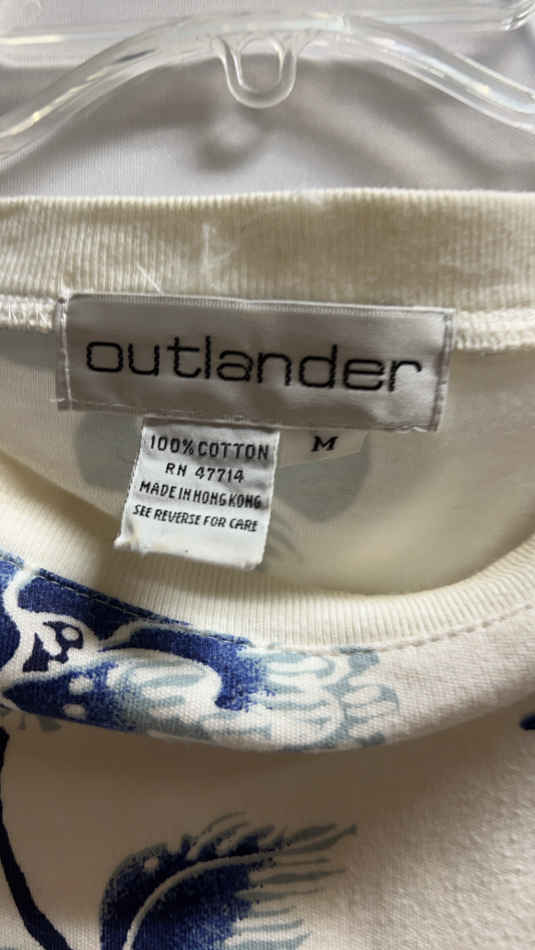 outlander
M
100% COTTON
RN 47714
MADE IN HONG KONG
SEE REVERSE FOR CARE